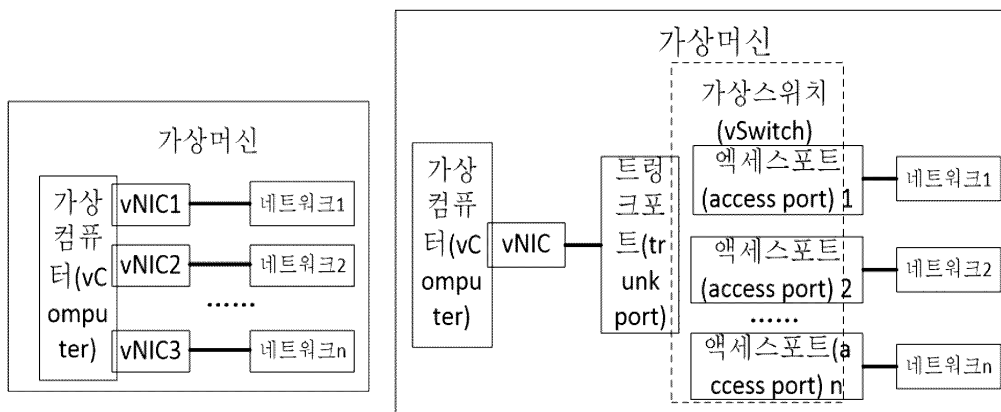 가상머신
가상
컴퓨
터(vC
ompu
ter)
vNIC1
네트워크1
vNIC2
네트워크2
......
vNIC3
네트워크n
가상머신
가상
컴퓨
터(vC
ompu
ter)
vNIC
트렁
크포
트(tr
unk
port)
가상스위치
(vSwitch)
엑세스포트
(access port) 1
네트워크1
액세스포트
(access port) 2
네트워크2
......
액세스포트(a
ccess port) n
네트워크n